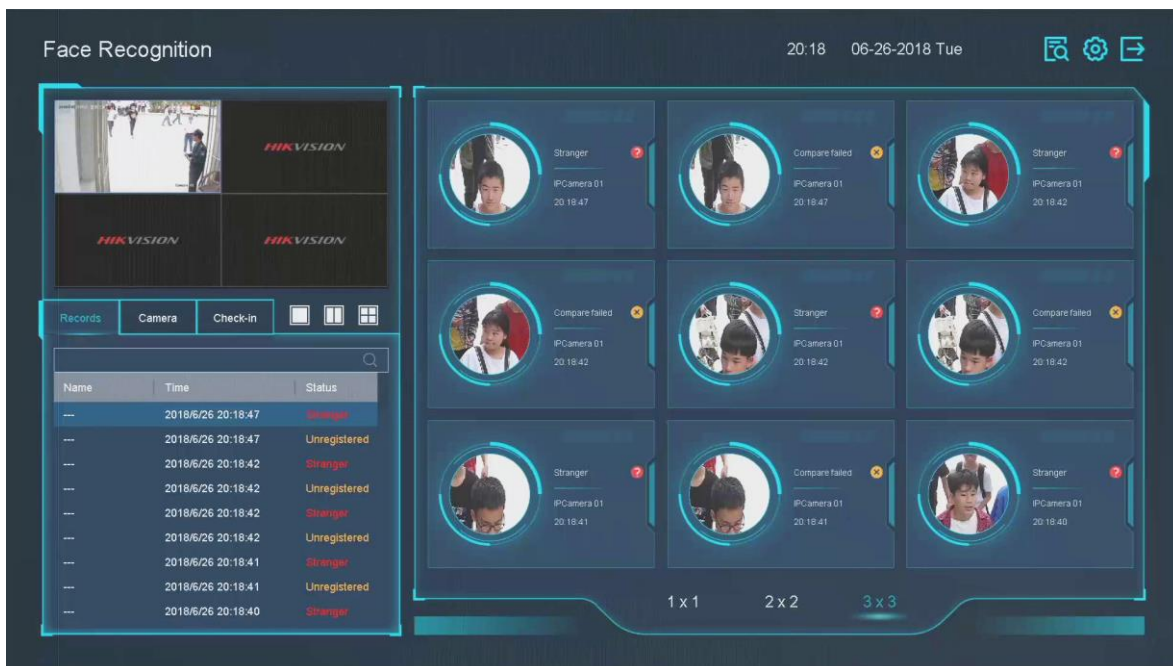 Face Recognition
20:18 06-26-2018 Tue
HIKVISION
HIKVISION
HIKVISION
Records
Camera
Check-in
Name Time Status
--- 2018/6/26 20:18:47 Stranger
--- 2018/6/26 20:18:47 Unregistered
--- 2018/6/26 20:18:42 Stranger
--- 2018/6/26 20:18:42 Unregistered
--- 2018/6/26 20:18:42 Stranger
--- 2018/6/26 20:18:42 Unregistered
--- 2018/6/26 20:18:41 Stranger
--- 2018/6/26 20:18:41 Unregistered
--- 2018/6/26 20:18:40 Stranger
Stranger
IPCamera 01
20:18:47
Compare failed
IPCamera 01
20:18:47
Stranger
IPCamera 01
20:18:42
Compare failed
IPCamera 01
20:18:42
Stranger
IPCamera 01
20:18:42
Compare failed
IPCamera 01
20:18:42
Stranger
IPCamera 01
20:18:41
Compare failed
IPCamera 01
20:18:41
Stranger
IPCamera 01
20:18:40
1 x 1 2 x 2 3 x 3